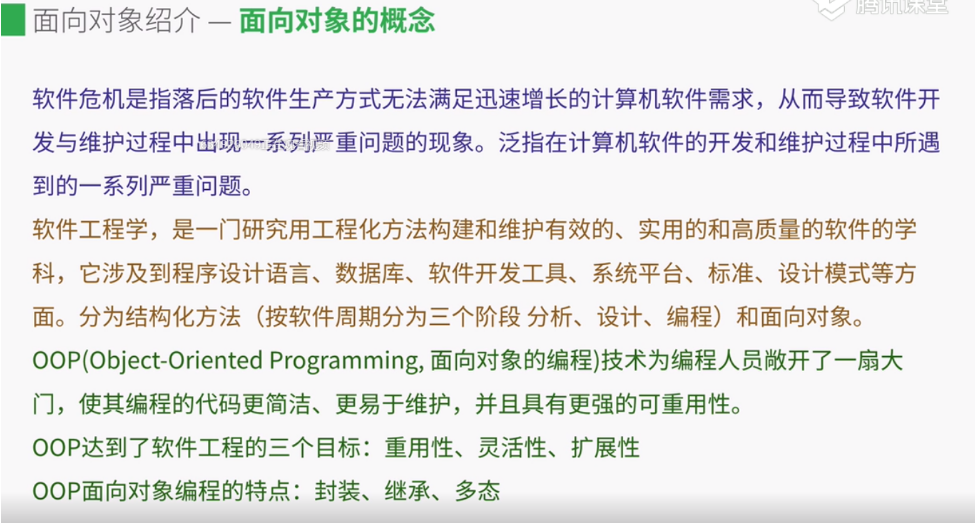 面向对象绍介 — 面向对象的概念
腾讯课堂
软件危机是指落后的软件生产方式无法满足迅速增长的计算机软件需求，从而导致软件开
发与维护过程中出现一系列严重问题的现象。泛指在计算机软件的开发和维护过程中所遇
到的一系列严重问题。
软件工程学，是一门研究用工程化方法构建和维护有效的、实用的和高质量的软件的学
科，它涉及到程序设计语言、数据库、软件开发工具、系统平台、标准、设计模式等方
面。分为结构化方法（按软件周期分为三个阶段 分析、设计、编程）和面向对象。
OOP(Object-Oriented Programming, 面向对象的编程)技术为编程人员敞开了一扇大
门，使其编程的代码更简洁、更易于维护，并且具有更强的可重用性。
OOP达到了软件工程的三个目标：重用性、灵活性、扩展性
OOP面向对象编程的特点：封装、继承、多态